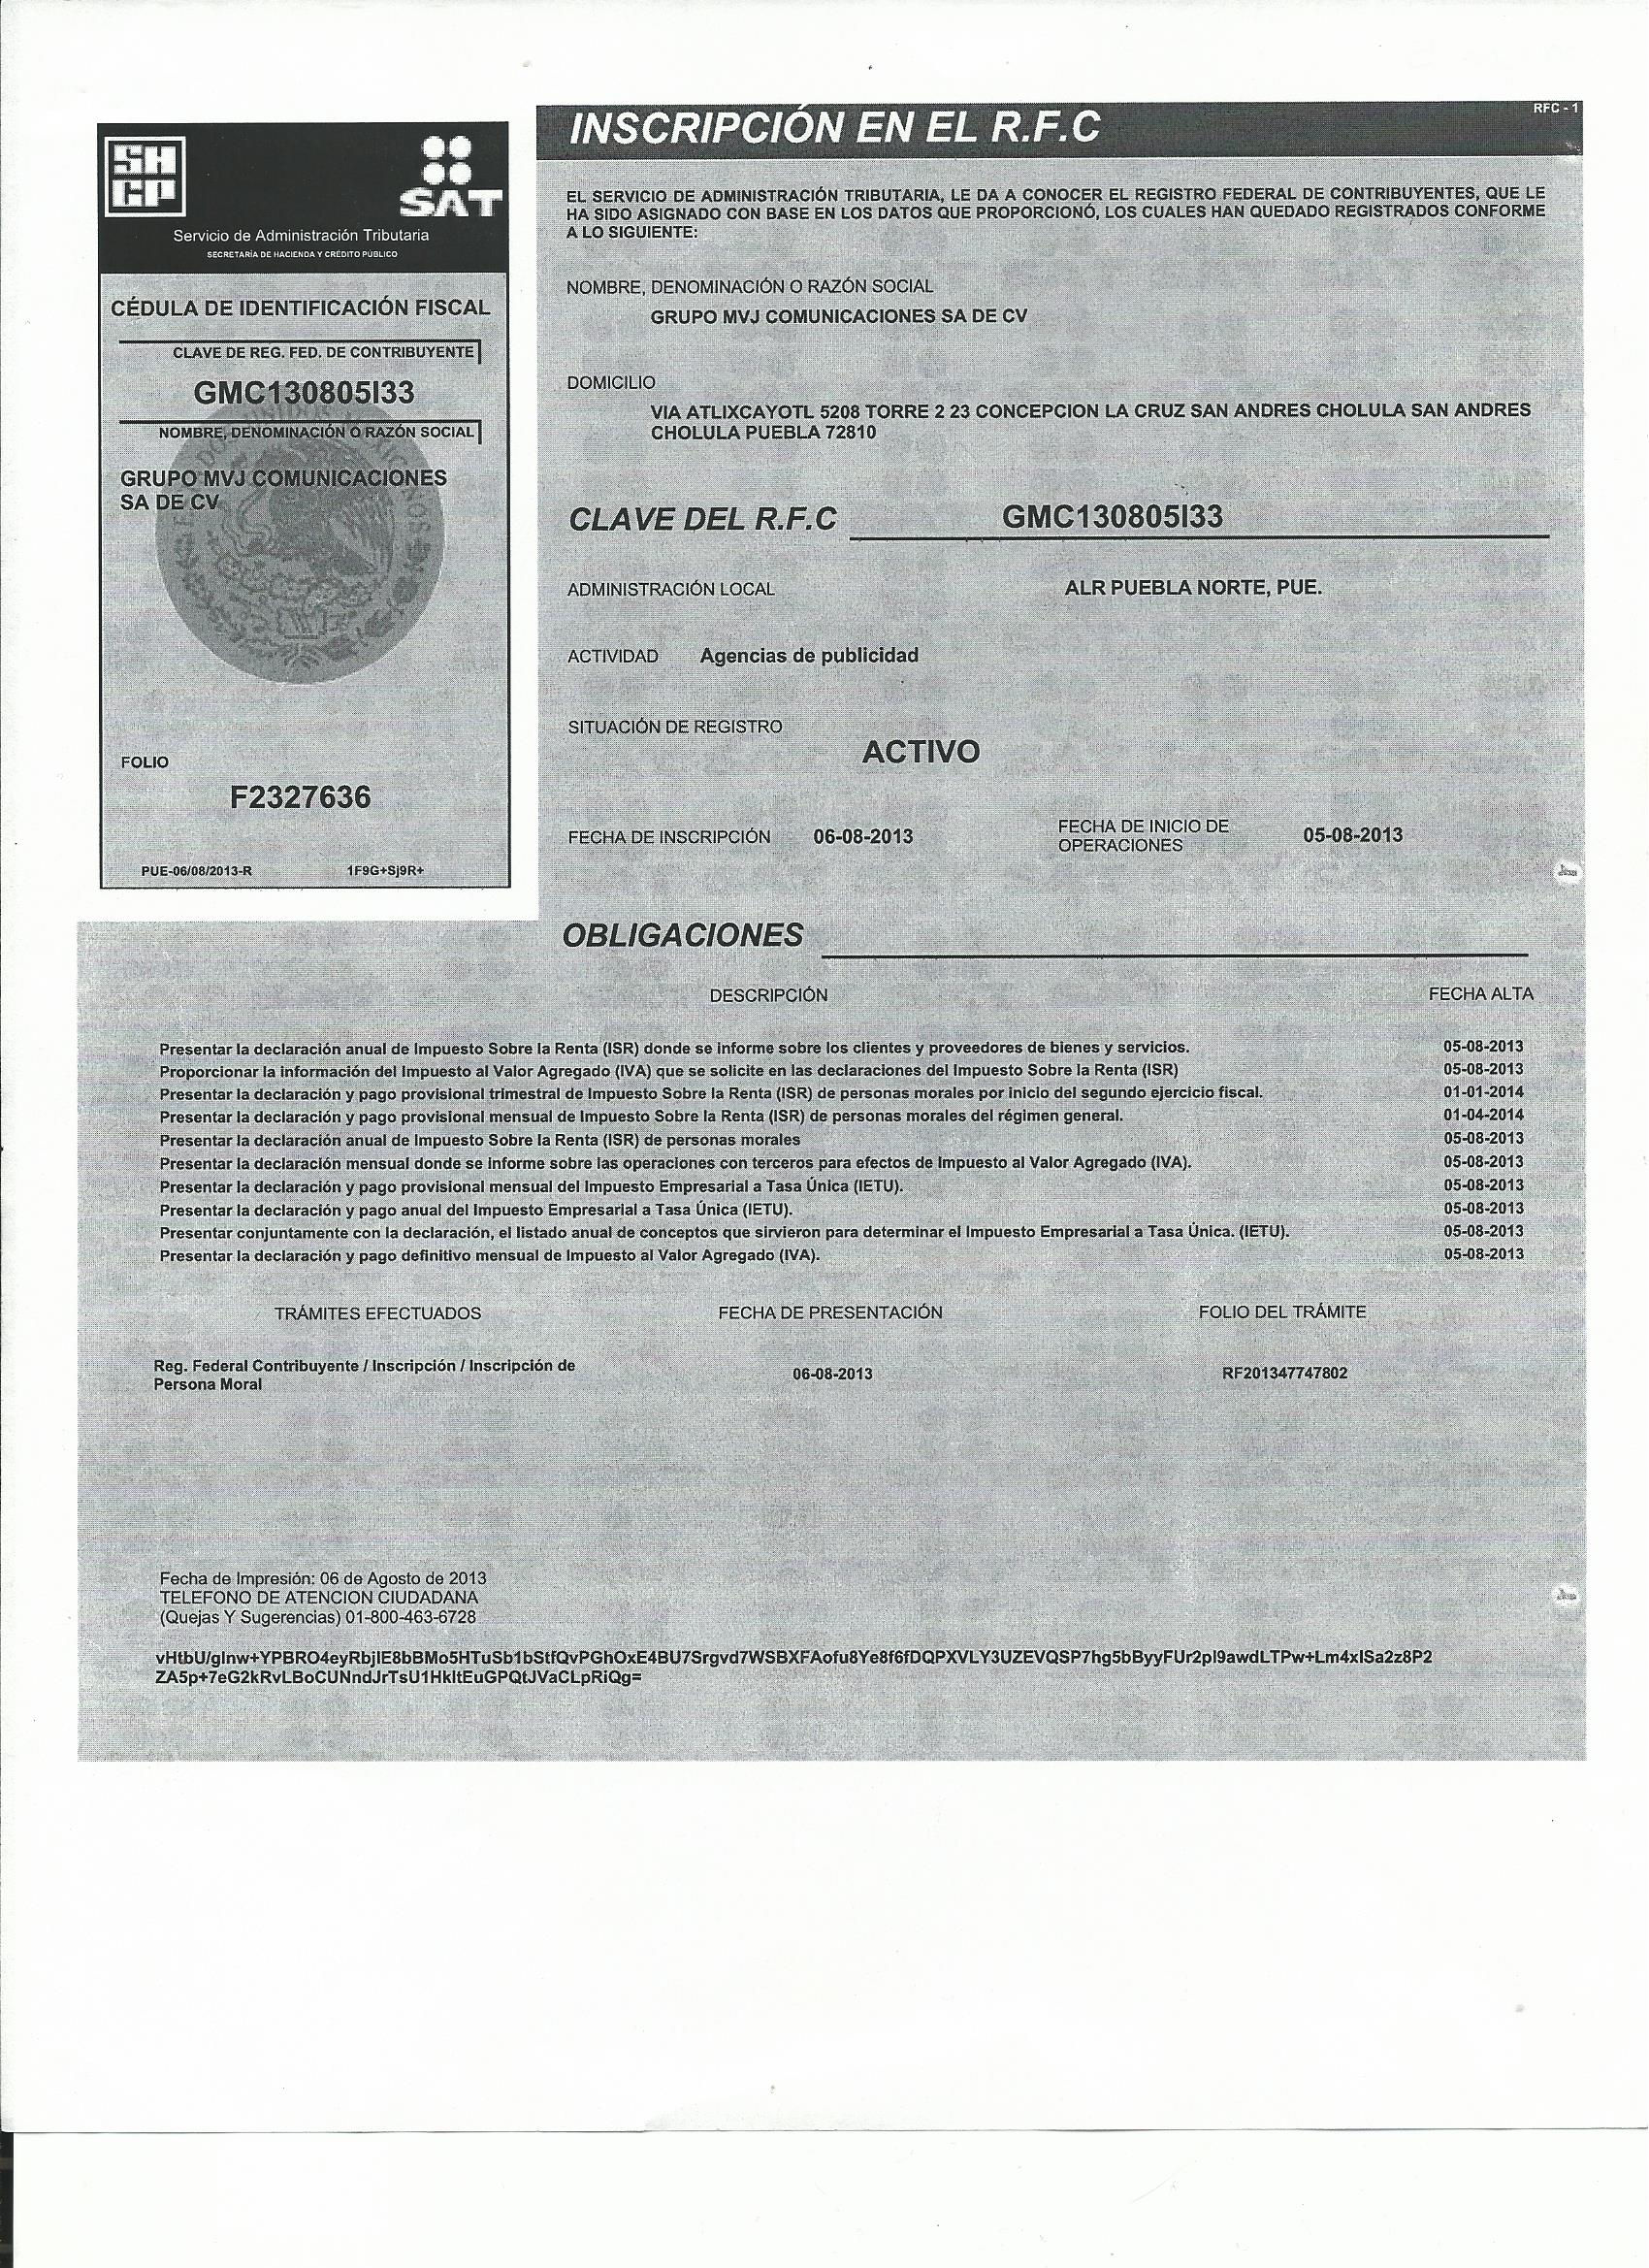 SHCP
SAT
Servicio de Administración Tributaria
SECRETARÍA DE HACIENDA Y CRÉDITO PÚBLICO
CÉDULA DE IDENTIFICACIÓN FISCAL
CLAVE DE REG. FED. DE CONTRIBUYENTE
GMC130805I33
NOMBRE, DENOMINACIÓN O RAZÓN SOCIAL
GRUPO MVJ COMUNICACIONES
SA DE CV
FOLIO
F2327636
PUE-06/08/2013-R 1F9G+Sj9R+
RFC - 1
INSCRIPCIÓN EN EL R.F.C
EL SERVICIO DE ADMINISTRACIÓN TRIBUTARIA, LE DA A CONOCER EL REGISTRO FEDERAL DE CONTRIBUYENTES, QUE LE
HA SIDO ASIGNADO CON BASE EN LOS DATOS QUE PROPORCIONÓ, LOS CUALES HAN QUEDADO REGISTRADOS CONFORME
A LO SIGUIENTE:
NOMBRE, DENOMINACIÓN O RAZÓN SOCIAL
GRUPO MVJ COMUNICACIONES SA DE CV
DOMICILIO
VIA ATLIXCAYOTL 5208 TORRE 2 23 CONCEPCION LA CRUZ SAN ANDRES CHOLULA SAN ANDRES
CHOLULA PUEBLA 72810
CLAVE DEL R.F.C GMC130805I33
ADMINISTRACIÓN LOCAL ALR PUEBLA NORTE, PUE.
ACTIVIDAD Agencias de publicidad
SITUACIÓN DE REGISTRO
ACTIVO
FECHA DE INSCRIPCIÓN 06-08-2013 FECHA DE INICIO DE
OPERACIONES 05-08-2013
OBLIGACIONES
DESCRIPCIÓN FECHA ALTA
Presentar la declaración anual de Impuesto Sobre la Renta (ISR) donde se informe sobre los clientes y proveedores de bienes y servicios. 05-08-2013
Proporcionar la información del Impuesto al Valor Agregado (IVA) que se solicite en las declaraciones del Impuesto Sobre la Renta (ISR) 05-08-2013
Presentar la declaración y pago provisional trimestral de Impuesto Sobre la Renta (ISR) de personas morales por inicio del segundo ejercicio fiscal. 01-01-2014
Presentar la declaración y pago provisional mensual de Impuesto Sobre la Renta (ISR) de personas morales del régimen general. 01-04-2014
Presentar la declaración anual de Impuesto Sobre la Renta (ISR) de personas morales 05-08-2013
Presentar la declaración mensual donde se informe sobre las operaciones con terceros para efectos de Impuesto al Valor Agregado (IVA). 05-08-2013
Presentar la declaración y pago provisional mensual del Impuesto Empresarial a Tasa Única (IETU). 05-08-2013
Presentar la declaración y pago anual del Impuesto Empresarial a Tasa Única (IETU). 05-08-2013
Presentar conjuntamente con la declaración, el listado anual de conceptos que sirvieron para determinar el Impuesto Empresarial a Tasa Única. (IETU). 05-08-2013
Presentar la declaración y pago definitivo mensual de Impuesto al Valor Agregado (IVA). 05-08-2013
TRÁMITES EFECTUADOS FECHA DE PRESENTACIÓN FOLIO DEL TRÁMITE
Reg. Federal Contribuyente / Inscripción / Inscripción de
Persona Moral 06-08-2013 RF201347747802
Fecha de Impresión: 06 de Agosto de 2013
TELEFONO DE ATENCION CIUDADANA
(Quejas Y Sugerencias) 01-800-463-6728
vHtbU/gInw+YPBRO4eyRbjIE8bBMo5HTuSb1bStfQvPGhOxE4BU7Srgvd7WSBXFAofu8Ye8f6fDQPXVLY3UZEVQSP7hg5bByyFUr2pI9awdLTPw+Lm4xISa2z8P2
ZA5p+7eG2kRvLBoCUNndJrTsU1HkItEuGPQtJVaCLpRiQg=